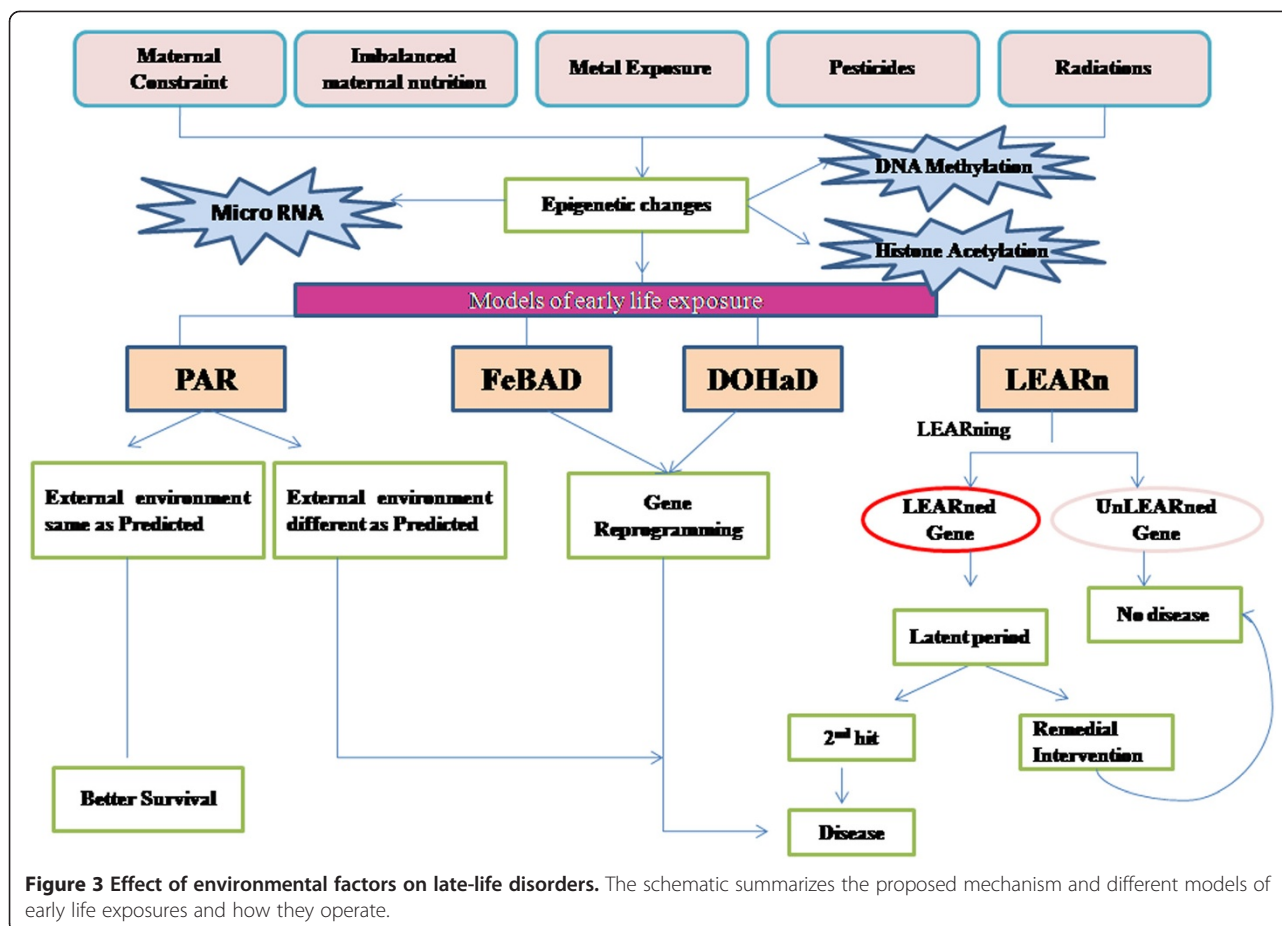 Maternal
Constraint
Imbalanced
maternal nutrition
Metal Exposure
Pesticides
Radiations
DNA Methylation
Micro RNA
Epigenetic changes
Histone Acetylation
Models of early life exposure
PAR
FeBAD
DOHaD
LEARn
LEARning
External environment
same as Predicted
External environment
different as Predicted
Gene
Reprogramming
LEARned
Gene
UnLEARned
Gene
No disease
Latent period
2nd hit
Remedial
Intervention
Better Survival
Disease
Figure 3 Effect of environmental factors on late-life disorders. The schematic summarizes the proposed mechanism and different models of
early life exposures and how they operate.